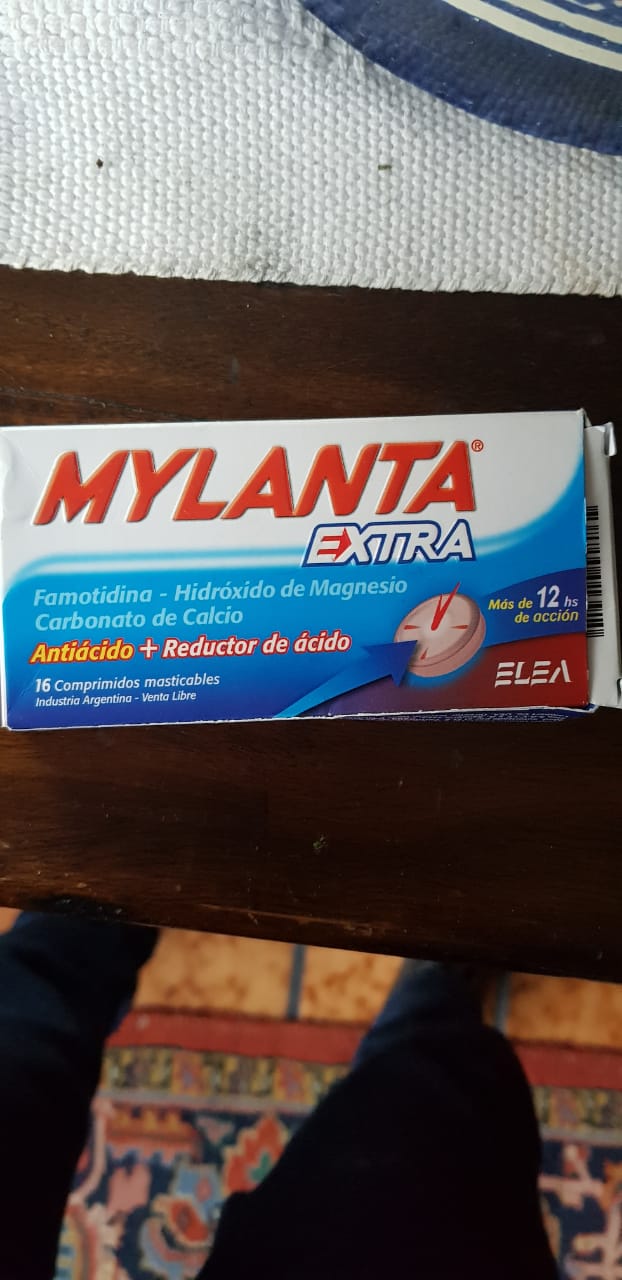 MYLANTA®
EXTRA
Famotidina - Hidróxido de Magnesio
Carbonato de Calcio
Antiácido + Reductor de ácido
16 Comprimidos masticables
Industria Argentina - Venta Libre
Más de 12 hs
de acción
ELEA